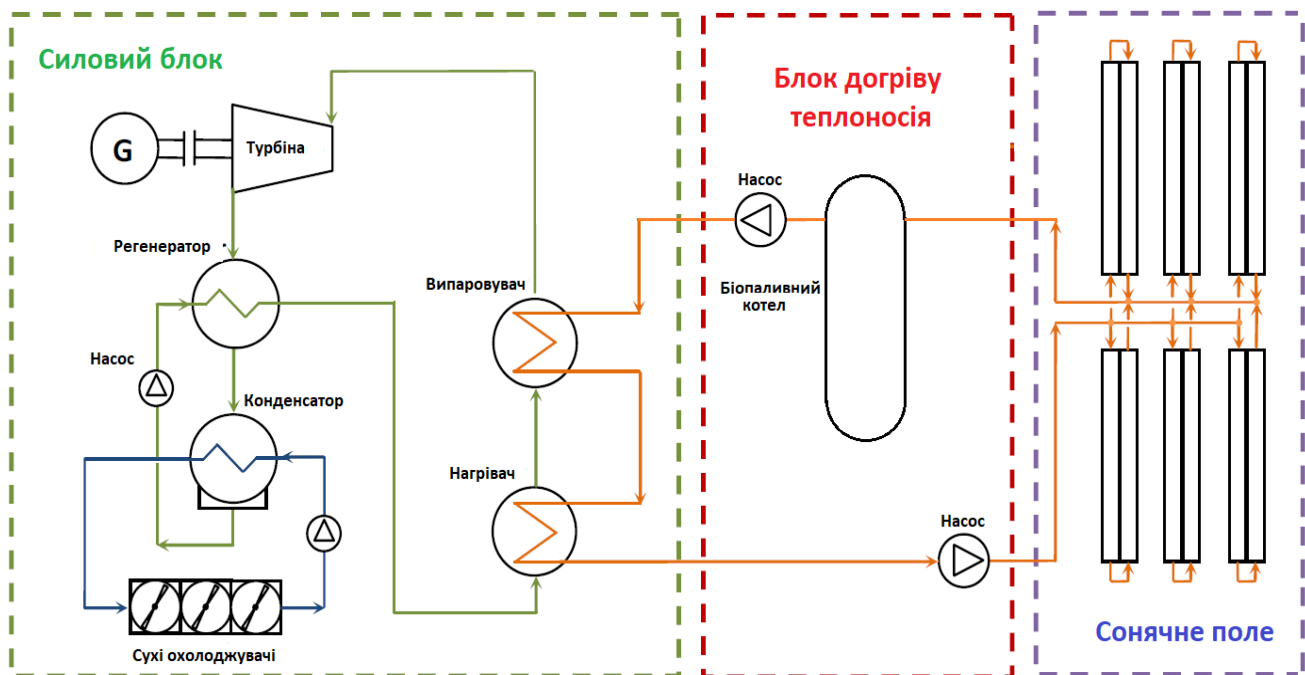 Силовий блок
G
Турбіна
Регенератор
Насос
Конденсатор
Сухі охолоджувачі
Випаровувач
Нагрівач
Блок догріву
теплоносія
Насос
Біопаливний
котел
Насос
Сонячне поле